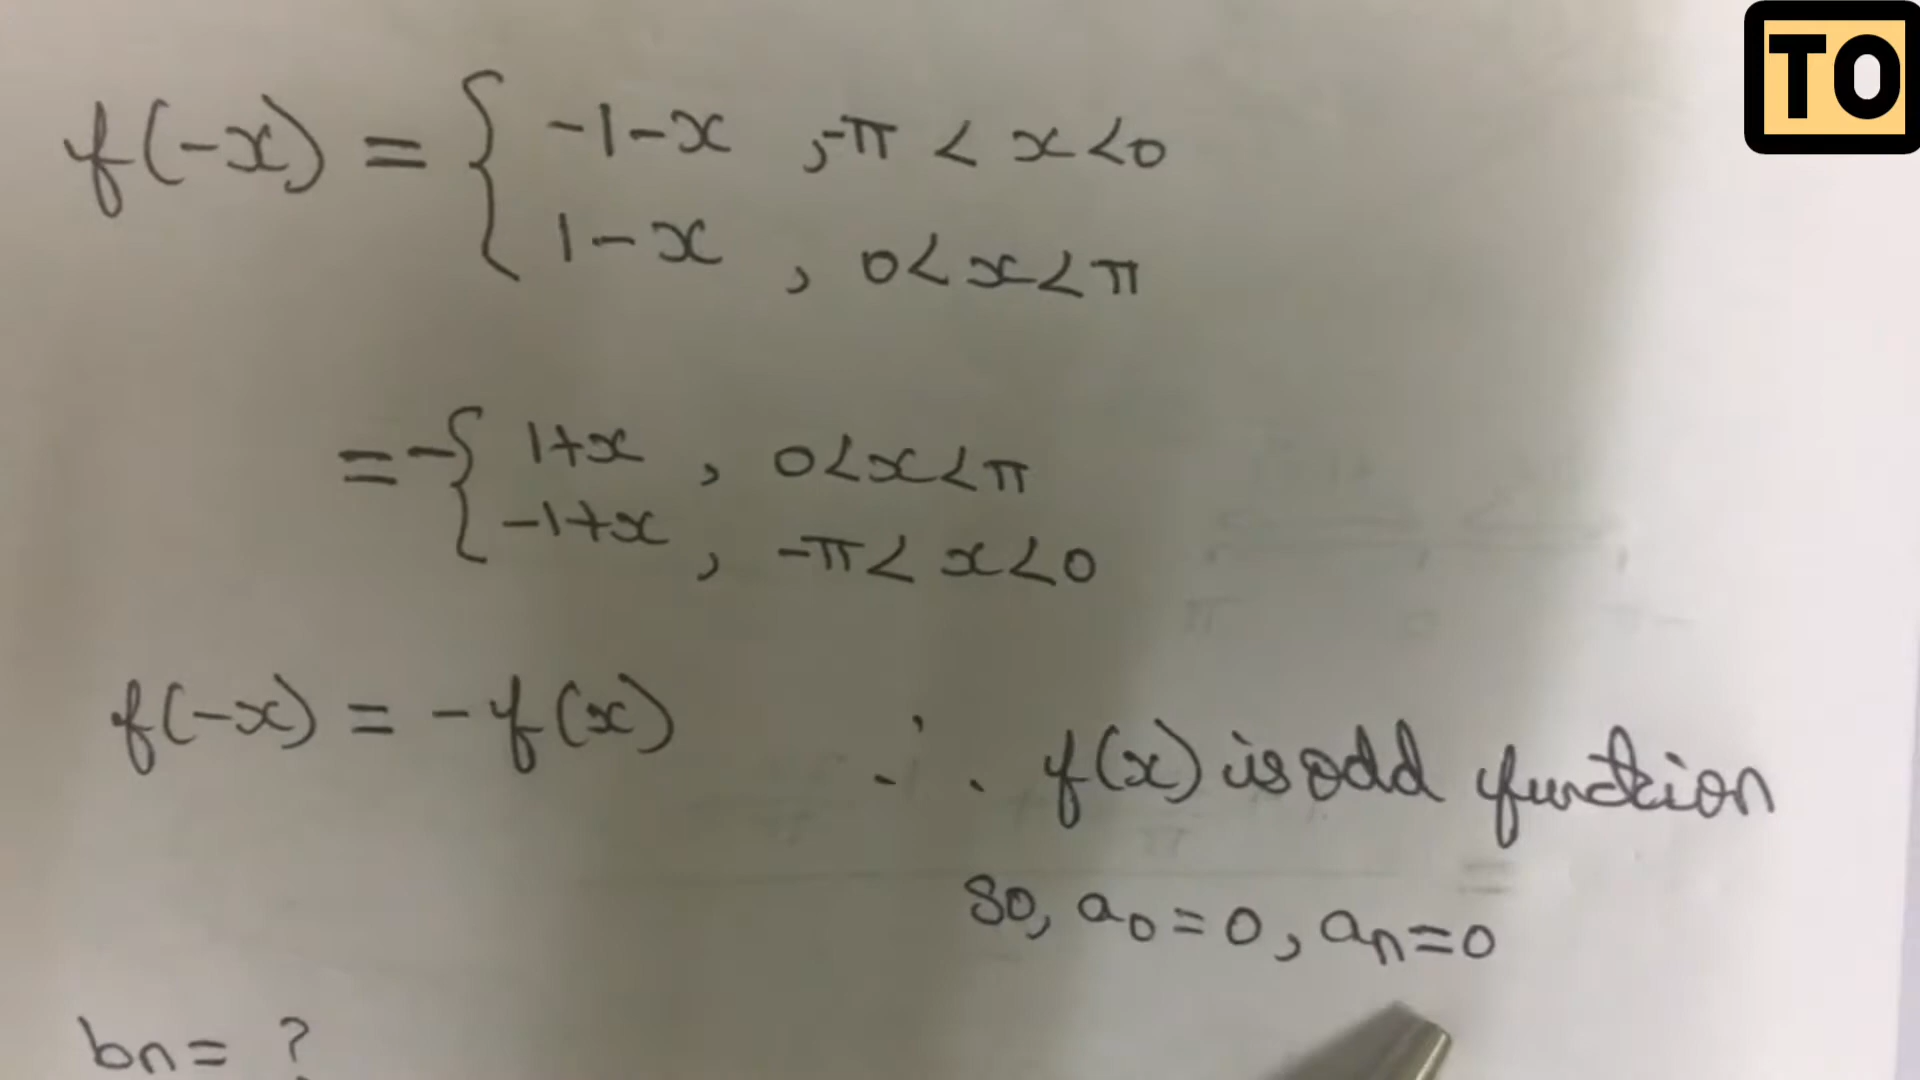 TO
f(-x) = { -1-x , -π < x < 0
1-x , 0 < x < π
= - { 1+x , 0 < x < π
-1+x , -π < x < 0
f(-x) = -f(x) ∴ f(x) is odd function
so, a₀ = 0, aₙ = 0
bn = ?